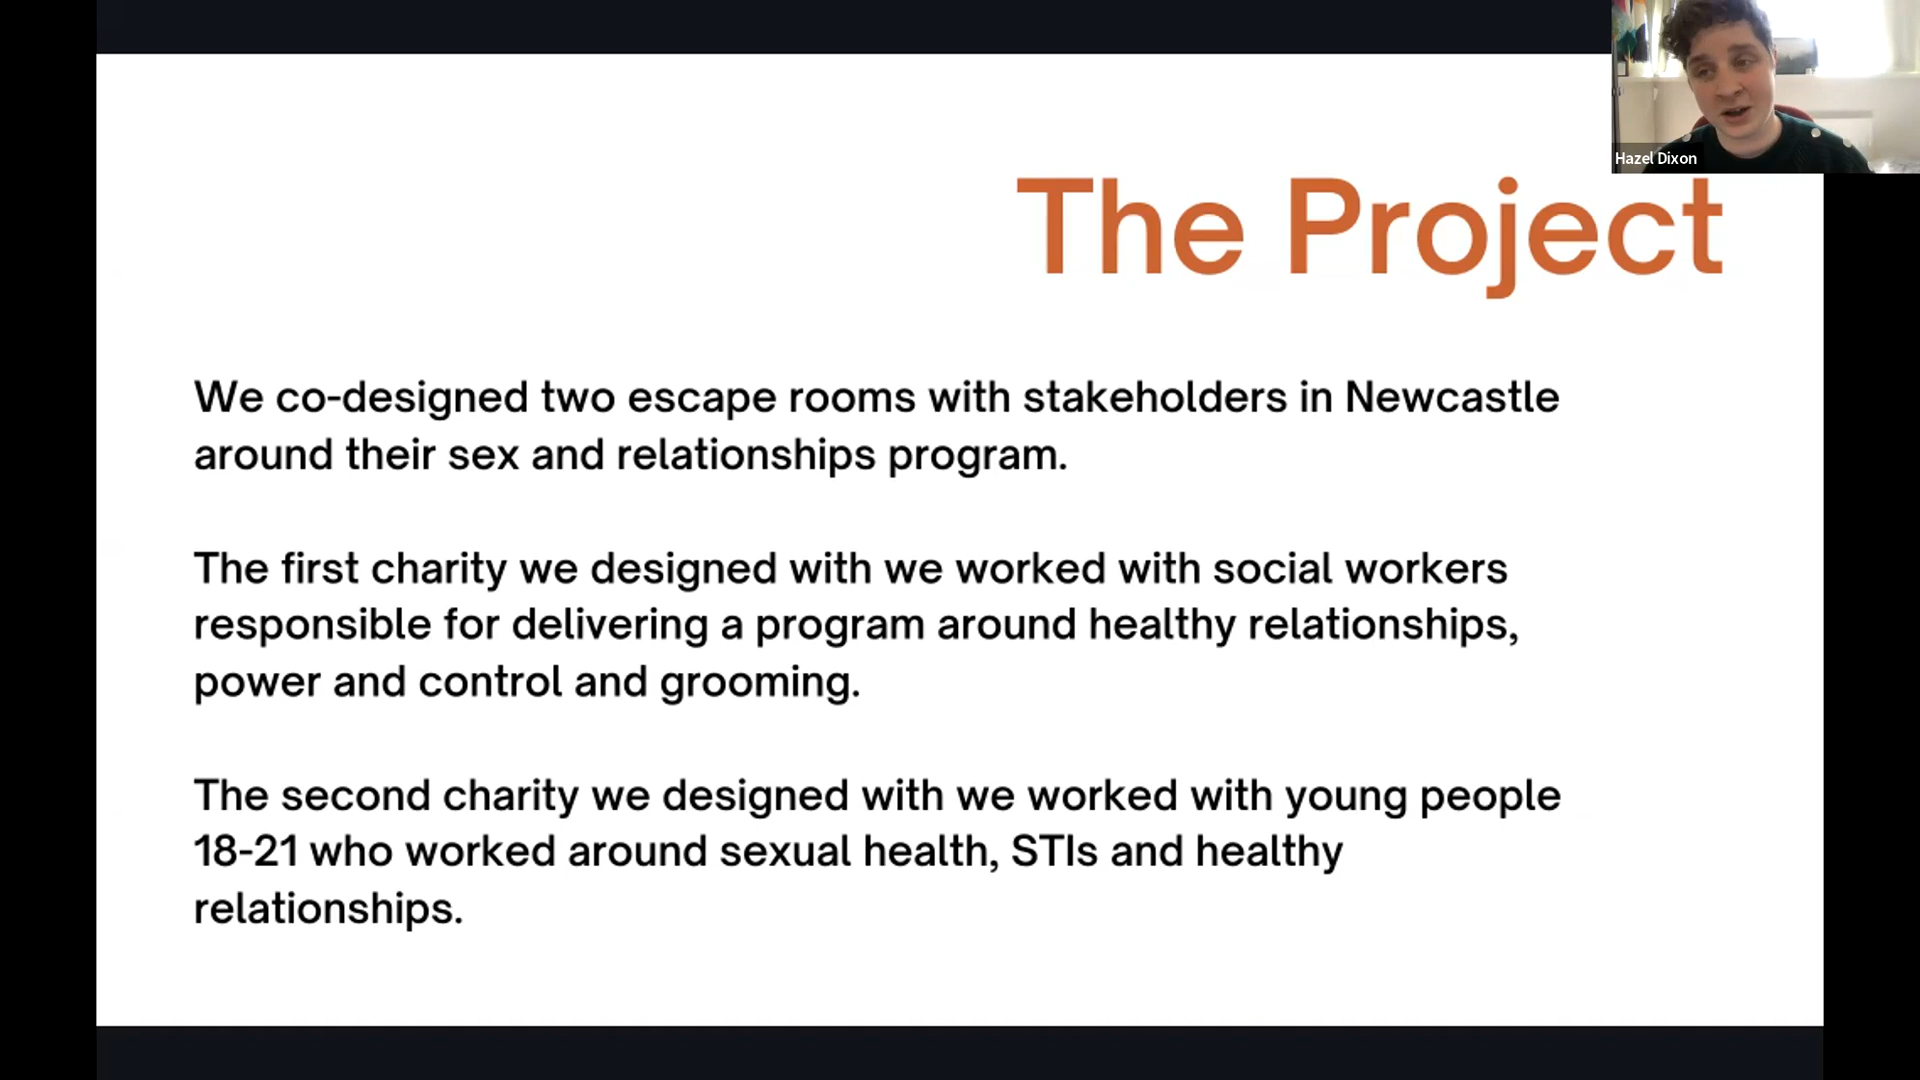 Hazel Dixon
The Project
We co-designed two escape rooms with stakeholders in Newcastle
around their sex and relationships program.
The first charity we designed with we worked with social workers
responsible for delivering a program around healthy relationships,
power and control and grooming.
The second charity we designed with we worked with young people
18-21 who worked around sexual health, STIs and healthy
relationships.